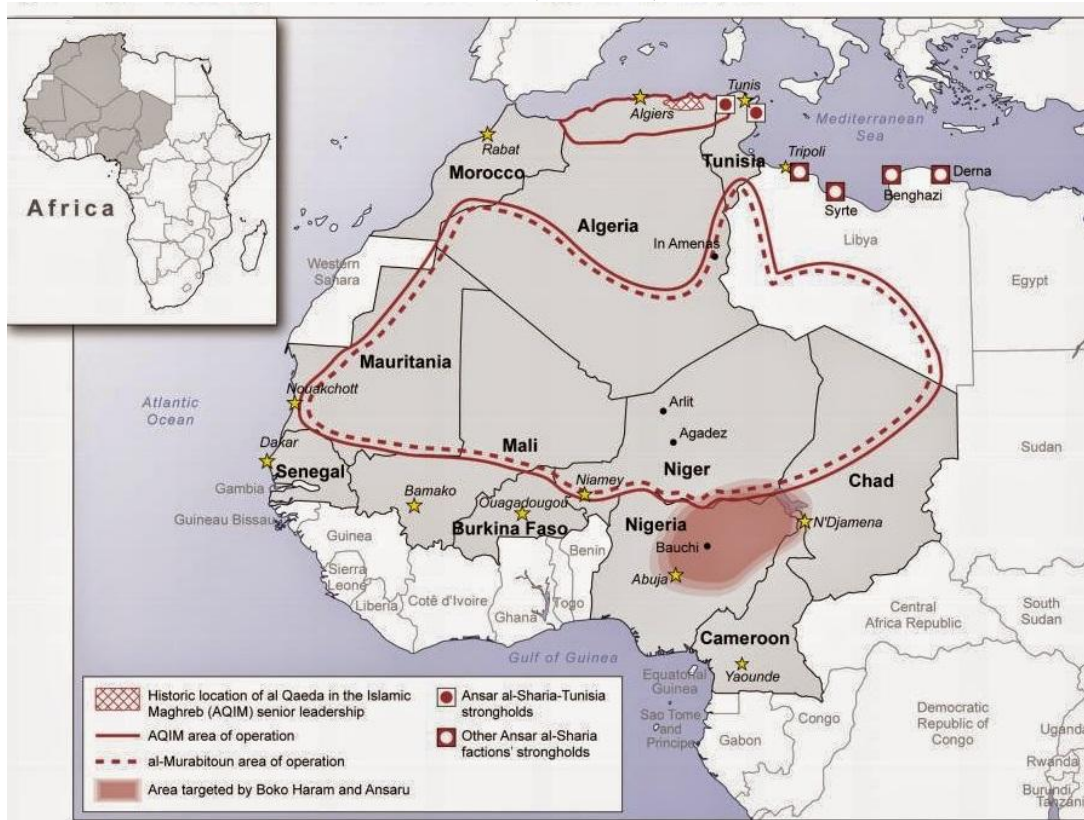 Africa
Mediterranean
Sea
Tunis
Algiers
Rabat
Tripoli
Morocco
Tunisia
Derna
Benghazi
Syrte
Algeria
In Amenas
Libya
Egypt
Western
Sahara
Mauritania
Nouakchott
Atlantic
Ocean
Arlit
Agadez
Mali
Niger
Chad
Sudan
Dakar
Senegal
Gambia
Bamako
Niamey
Ouagadougou
Burkina Faso
Guineau Bissau
Guinea
Sierra
Leone
Liberia
Cotê d'Ivoire
Ghana
Togo
Benin
Nigeria
N'Djamena
Bauchi
Abuja
Cameroon
Yaounde
Central
Africa Republic
South
Sudan
Gulf of Guinea
Equatorial
Guinea
Sao Tome
and
Principe
Gabon
Congo
Democratic
Republic of
Congo
Uganda
Rwanda
Burundi
Tanzani
Historic location of al Qaeda in the Islamic
Maghreb (AQIM) senior leadership
AQIM area of operation
al-Murabitoun area of operation
Area targeted by Boko Haram and Ansaru
Ansar al-Sharia-Tunisia
strongholds
Other Ansar al-Sharia
factions' strongholds